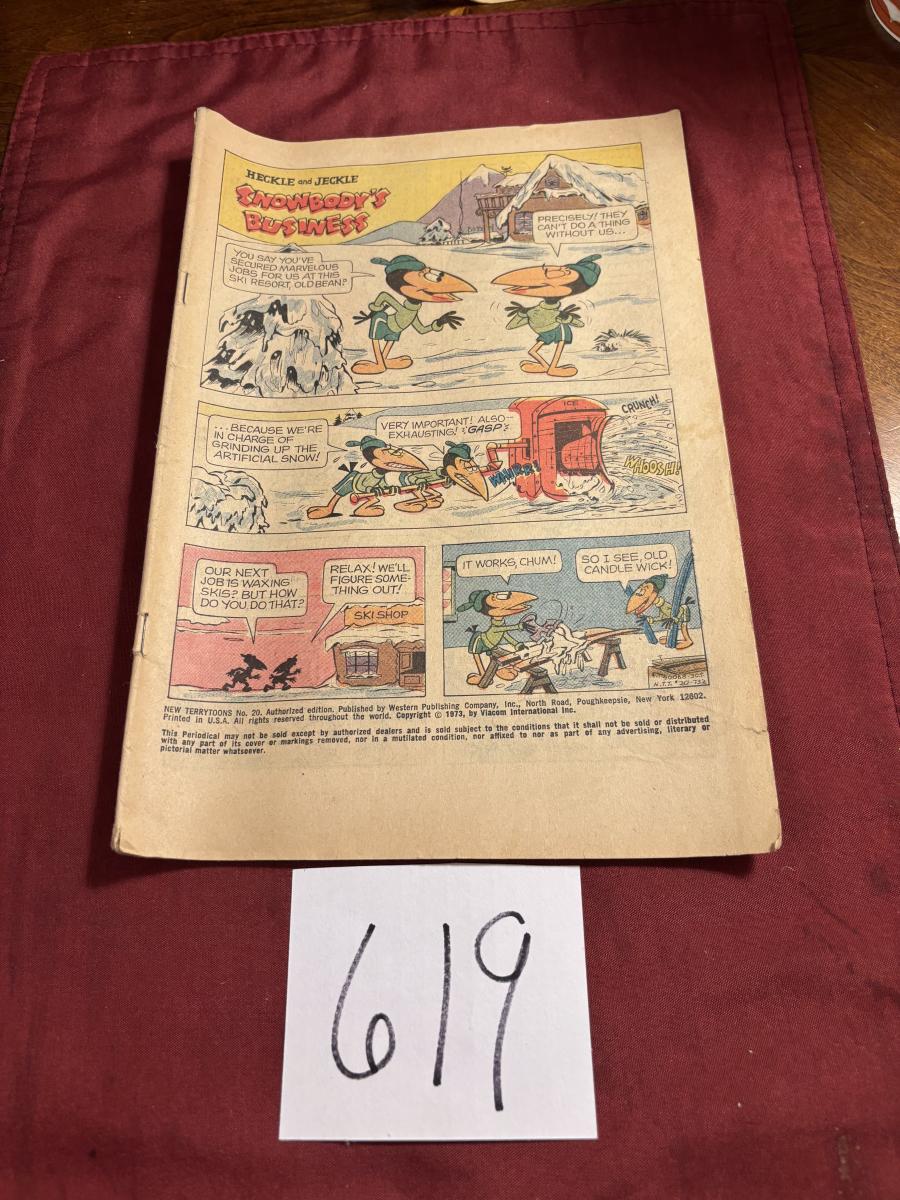 HECKLE and JECKLE
SNOWBODY'S
BUSINESS
YOU SAY YOU'VE
SECURED MARVELOUS
JOBS FOR US AT THIS
SKI RESORT, OLD BEAN?
PRECISELY! THEY
CAN'T DO A THING
WITHOUT US...
...BECAUSE WE'RE
IN CHARGE OF
GRINDING UP THE
ARTIFICIAL SNOW!
VERY IMPORTANT! ALSO--
EXHAUSTING! GASP
WHIRR!
ICE
CRUNCH!
WHOOSH!
OUR NEXT
JOB IS WAXING
SKIS? BUT HOW
DO YOU DO THAT?
RELAX! WE'LL
FIGURE SOME-
THING OUT!
SKI SHOP
IT WORKS, CHUM!
SO I SEE, OLD
CANDLE WICK!
N.T.T. #20-732
NEW TERRYTOONS No. 20. Authorized edition. Published by Western Publishing Company, Inc., North Road, Poughkeepsie, New York 12602.
Printed in U.S.A. All rights reserved throughout the world. Copyright © 1973, by Viacom International Inc.
This Periodical may not be sold except by authorized dealers and is sold subject to the conditions that it shall not be sold or distributed
with any part of its cover or markings removed, nor in a mutilated condition, nor affixed to nor as part of any advertising, literary or
pictorial matter whatsoever.
619